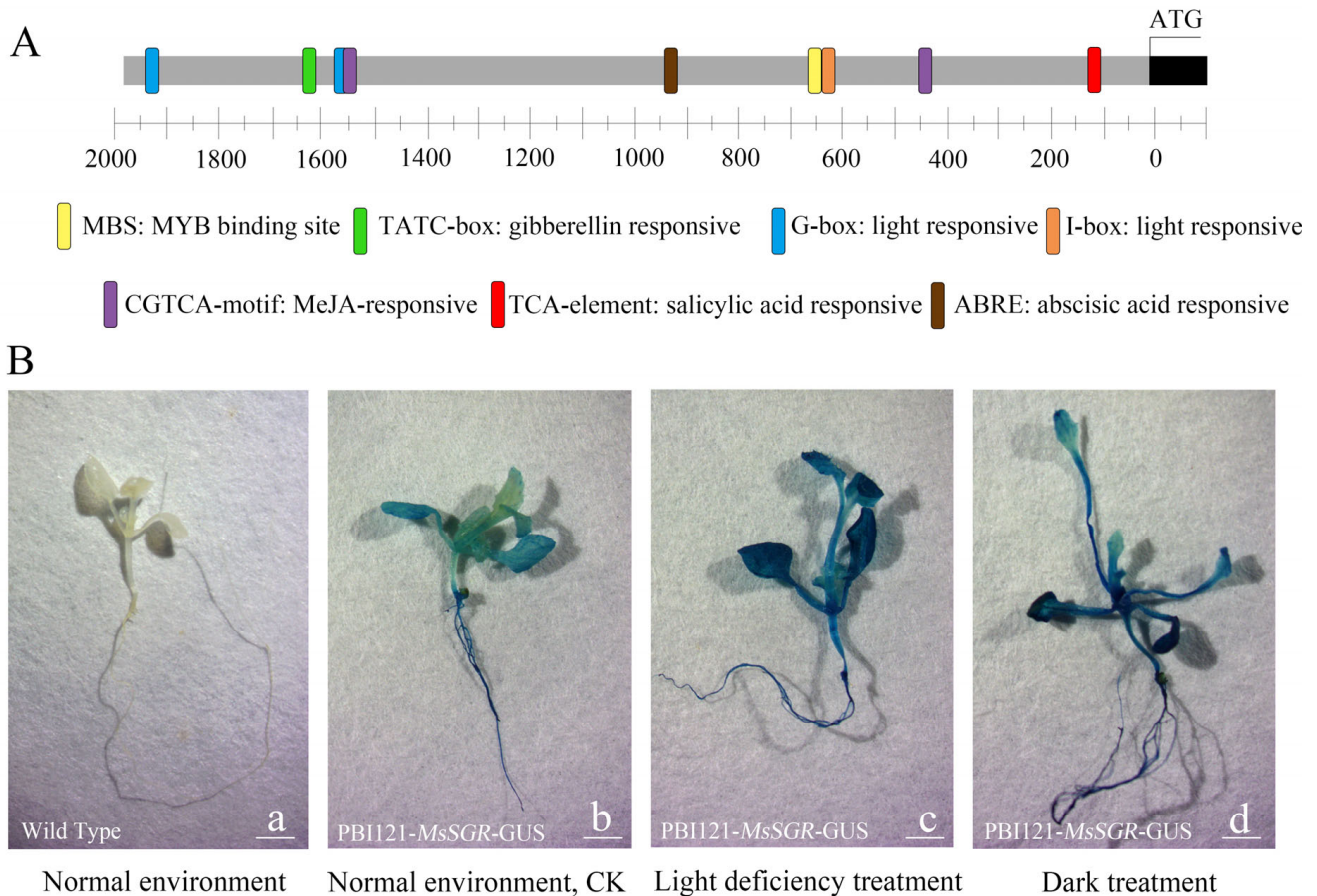 A
ATG
2000 1800 1600 1400 1200 1000 800 600 400 200 0
MBS: MYB binding site TATC-box: gibberellin responsive G-box: light responsive I-box: light responsive
CGTCA-motif: MeJA-responsive TCA-element: salicylic acid responsive ABRE: abscisic acid responsive
B
Wild Type a PBI121-MsSGR-GUS b PBI121-MsSGR-GUS c PBI121-MsSGR-GUS d
Normal environment Normal environment, CK Light deficiency treatment Dark treatment